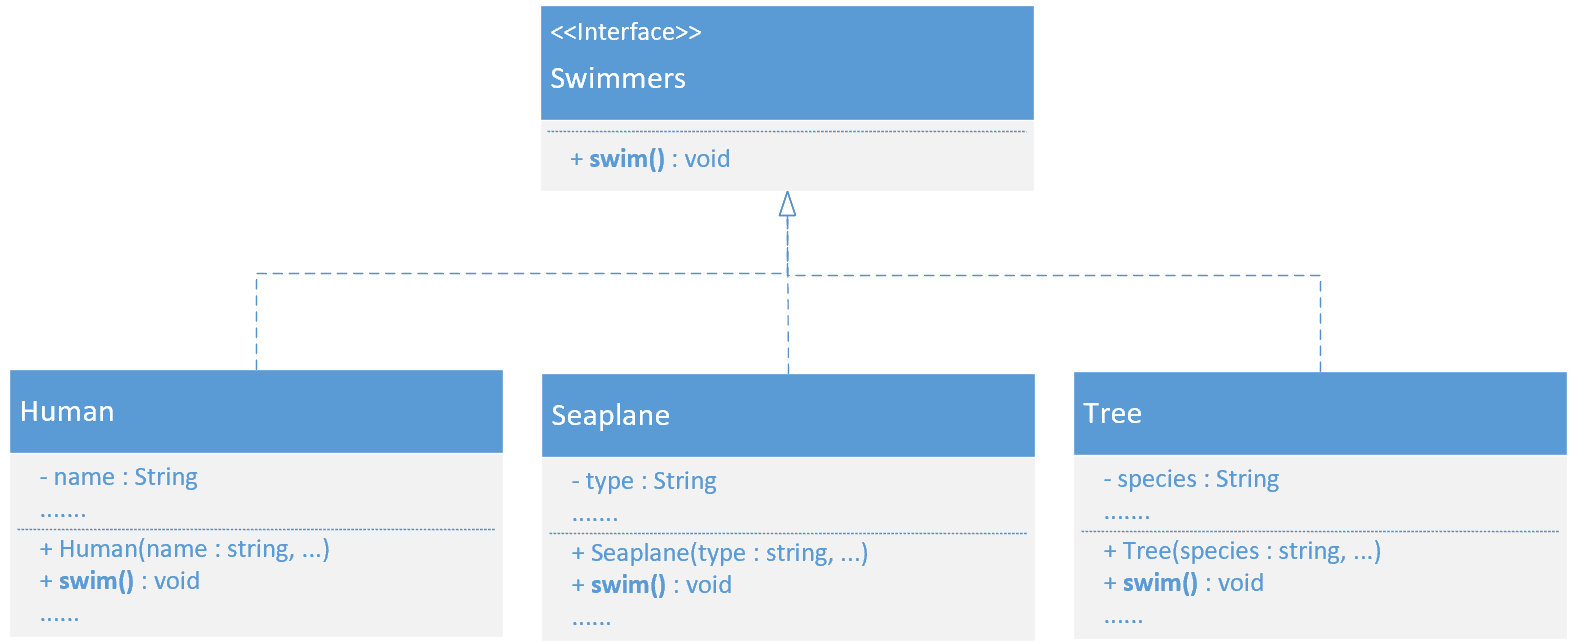 <<Interface>>
Swimmers
+ swim() : void
Human
- name : String
.......
+ Human(name : string, ...)
+ swim() : void
......
Seaplane
- type : String
.......
+ Seaplane(type : string, ...)
+ swim() : void
......
Tree
- species : String
.......
+ Tree(species : string, ...)
+ swim() : void
......